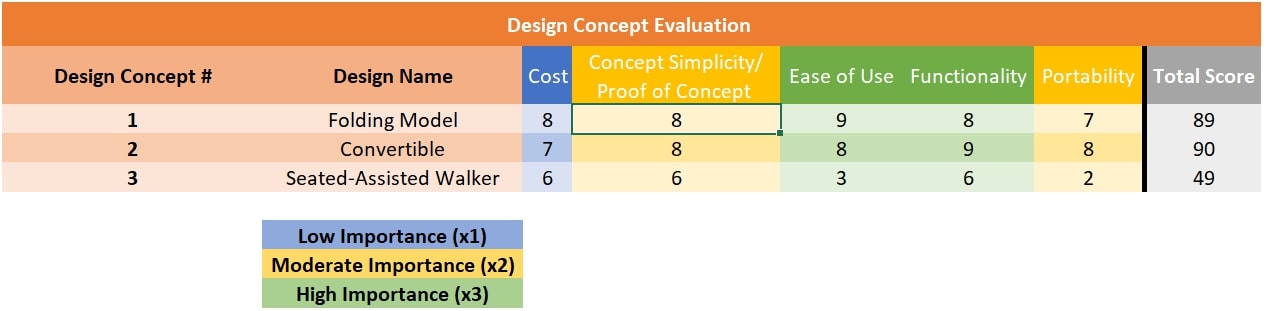 Design Concept Evaluation
Design Concept # Design Name Cost Concept Simplicity/ Ease of Use Functionality Portability Total Score
Proof of Concept
1 Folding Model 8 8 9 8 7 89
2 Convertible 7 8 8 9 8 90
3 Seated-Assisted Walker 6 6 3 6 2 49
Low Importance (x1)
Moderate Importance (x2)
High Importance (x3)